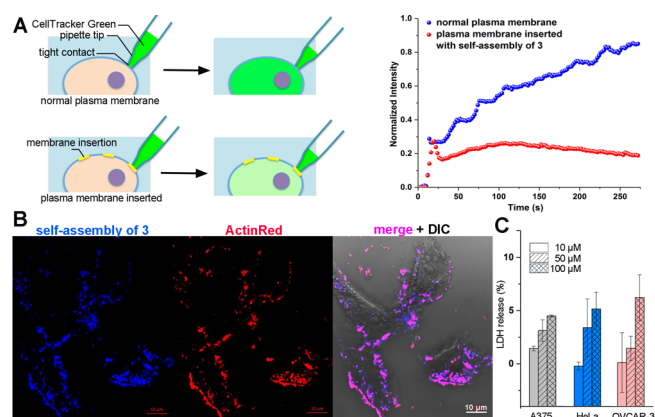 A
CellTracker Green
pipette tip
tight contact
normal plasma membrane
membrane insertion
plasma membrane inserted
normal plasma membrane
plasma membrane inserted
with self-assembly of 3
Normalized Intensity
1.0
0.8
0.6
0.4
0.2
0.0
0
50
100
150
200
250
Time (s)
B
self-assembly of 3
ActinRed
merge + DIC
10 µm
10 µm
10 µm
C
10 µM
50 µM
100 µM
LDH release (%)
10
5
0
A375
HeLa
OVCAR-3